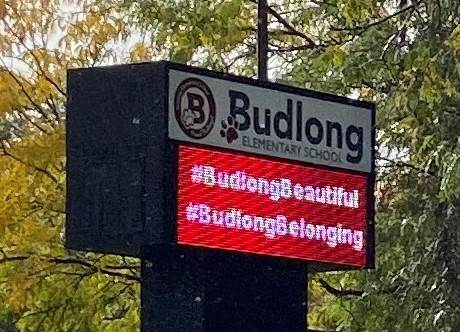 B
Budlong
ELEMENTARY SCHOOL
#BudlongBeautiful
#BudlongBelonging